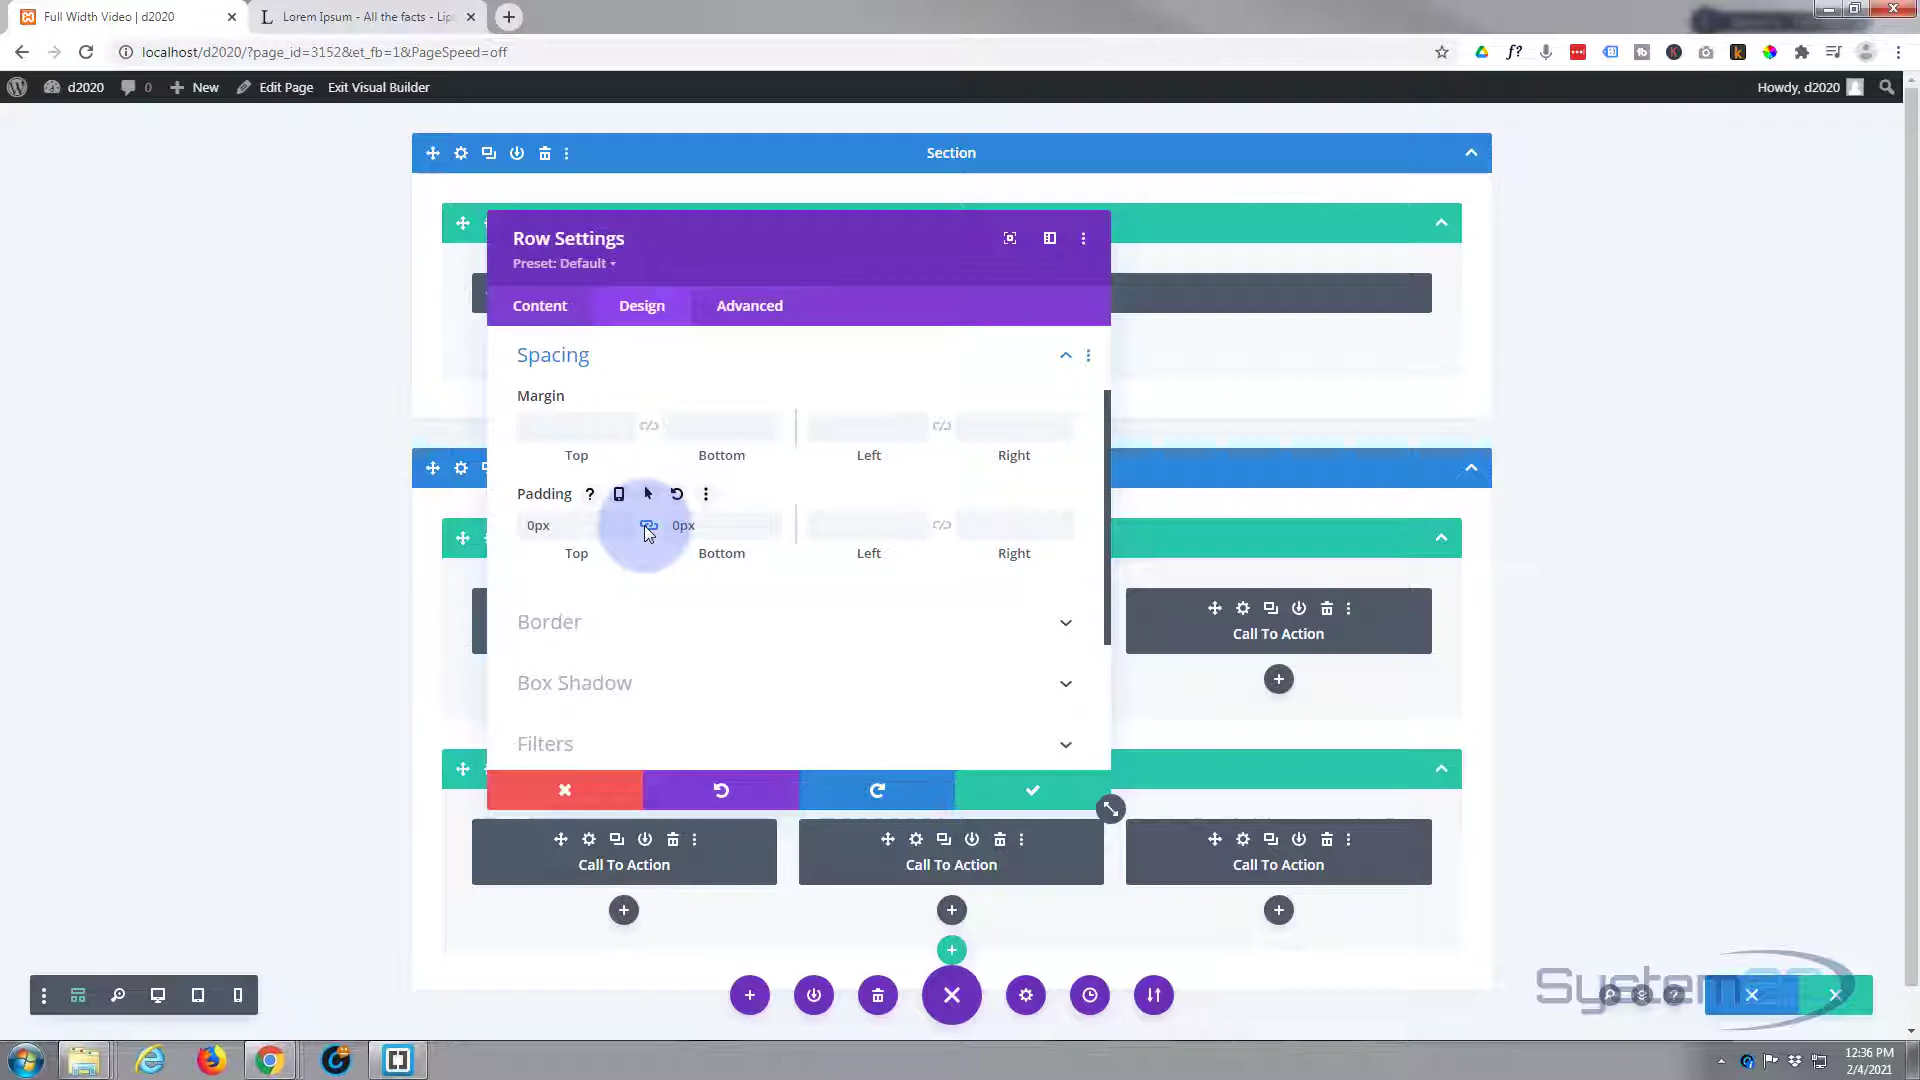 Full Width Video | d2020
Lorem Ipsum - All the facts - Lip
localhost/d2020/?page_id=3152&et_fb=1&PageSpeed=off
d2020
0
New
Edit Page
Exit Visual Builder
Howdy, d2020
Section
Row Settings
Preset: Default
Content
Design
Advanced
Spacing
Margin
Top
Bottom
Left
Right
Padding
0px
0px
Top
Bottom
Left
Right
Border
Box Shadow
Filters
Call To Action
Call To Action
Call To Action
Call To Action
12:36 PM
2/4/2021